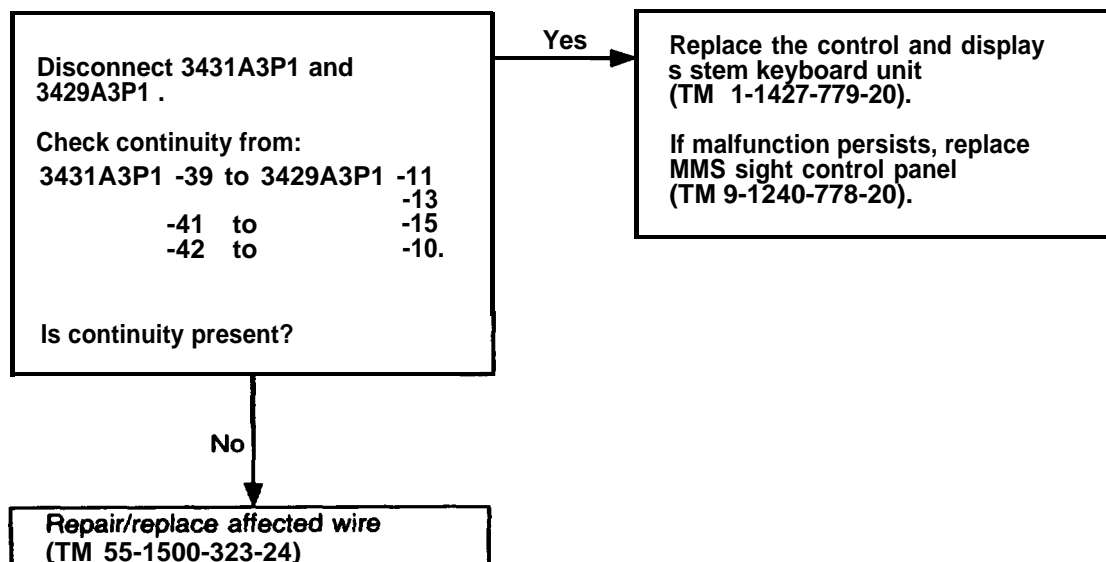 Disconnect 3431A3P1 and
3429A3P1 .
Check continuity from:
3431A3P1 -39 to 3429A3P1 -11
-13
-41 to -15
-42 to -10.
Is continuity present?
Yes
Replace the control and display
s stem keyboard unit
(TM 1-1427-779-20).
If malfunction persists, replace
MMS sight control panel
(TM 9-1240-778-20).
No
Repair/replace affected wire
(TM 55-1500-323-24)